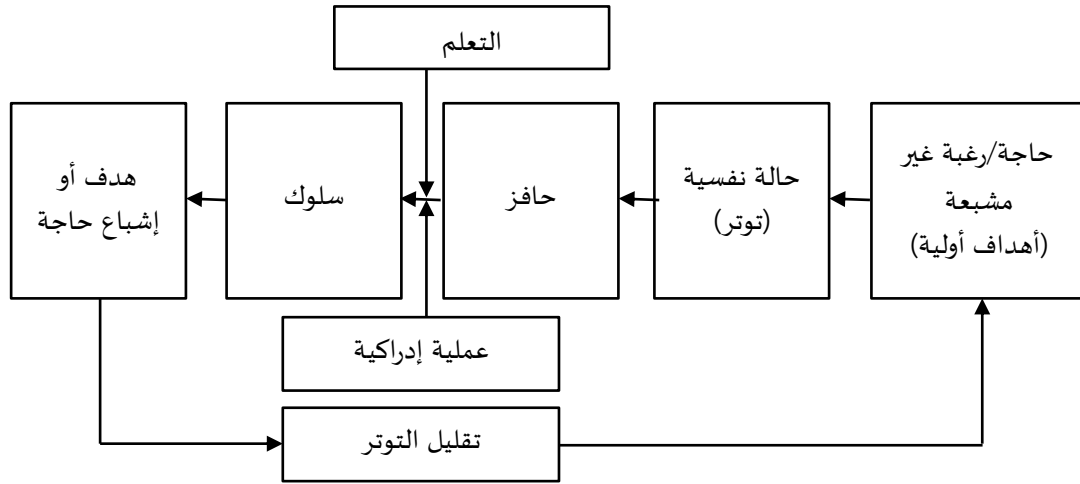 التعلم
حاجة/رغبة غير
مشبعة
(أهداف أولية)
حالة نفسية
(توتر)
حافز
سلوك
هدف أو
إشباع حاجة
عملية إدراكية
تقليل التوتر